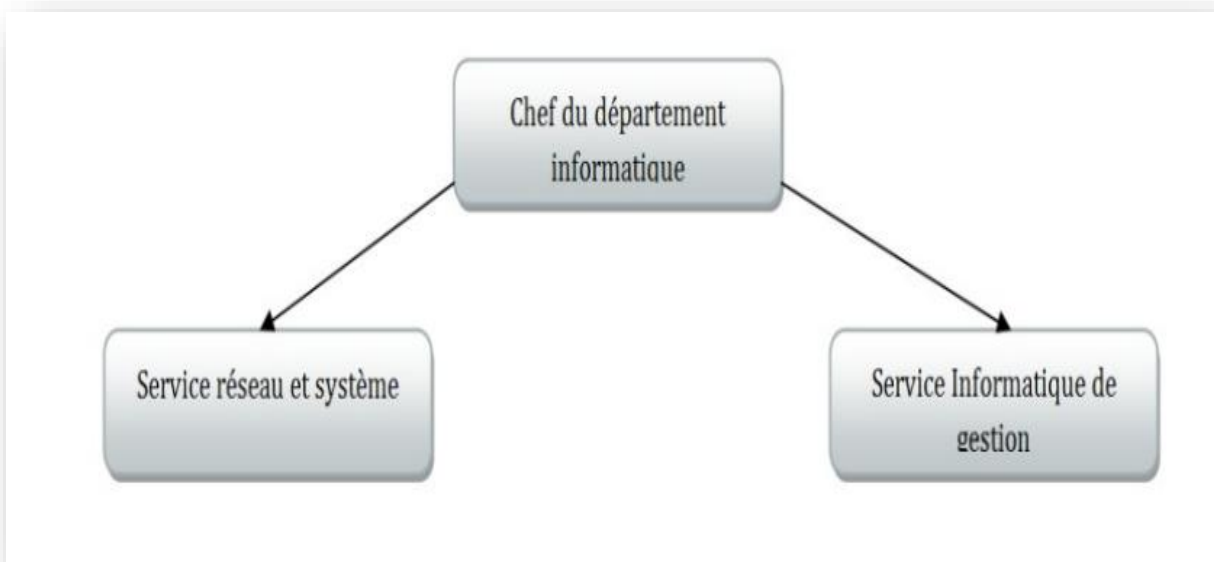 Chef du département
informatique
Service réseau et système
Service Informatique de
gestion